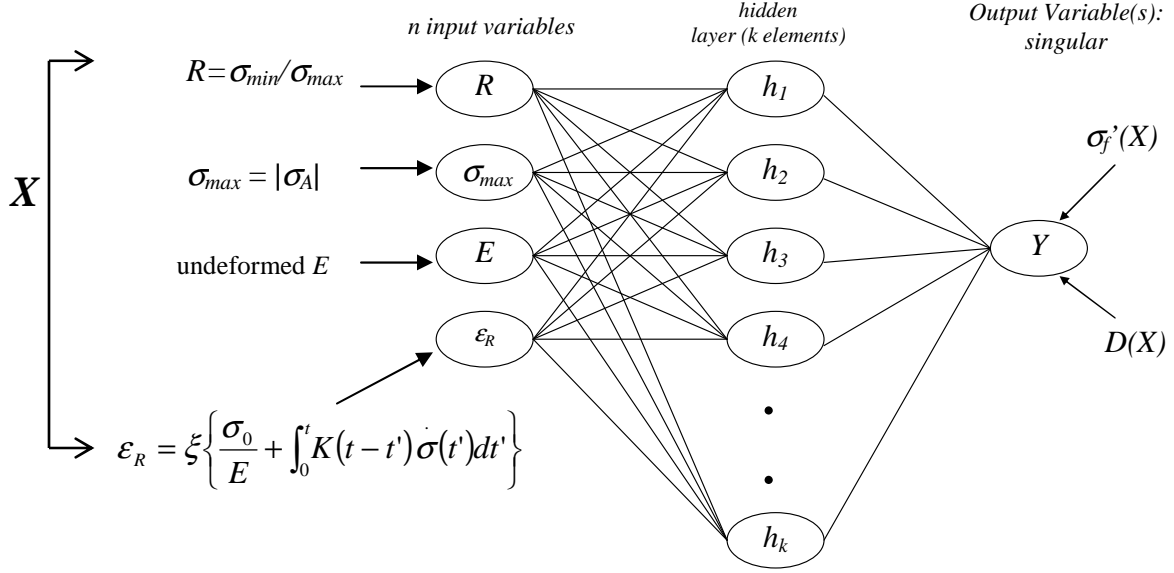 n input variables
hidden
layer (k elements)
Output Variable(s):
singular
X
R=σmin/σmax
σmax = |σA|
undeformed E
εR = ξ{σ0/E + ∫0t K(t − t')σ̇(t')dt'}
R
σmax
E
εR
h1
h2
h3
h4
hk
Y
σf'(X)
D(X)